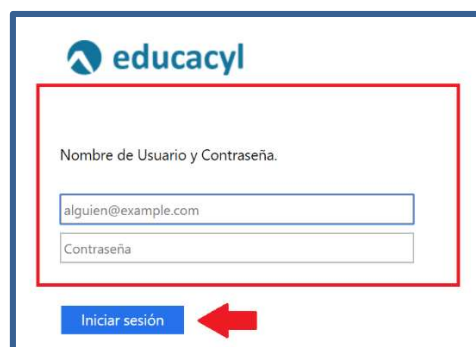 educacyl
Nombre de Usuario y Contraseña.
alguien@example.com
Contraseña
Iniciar sesión